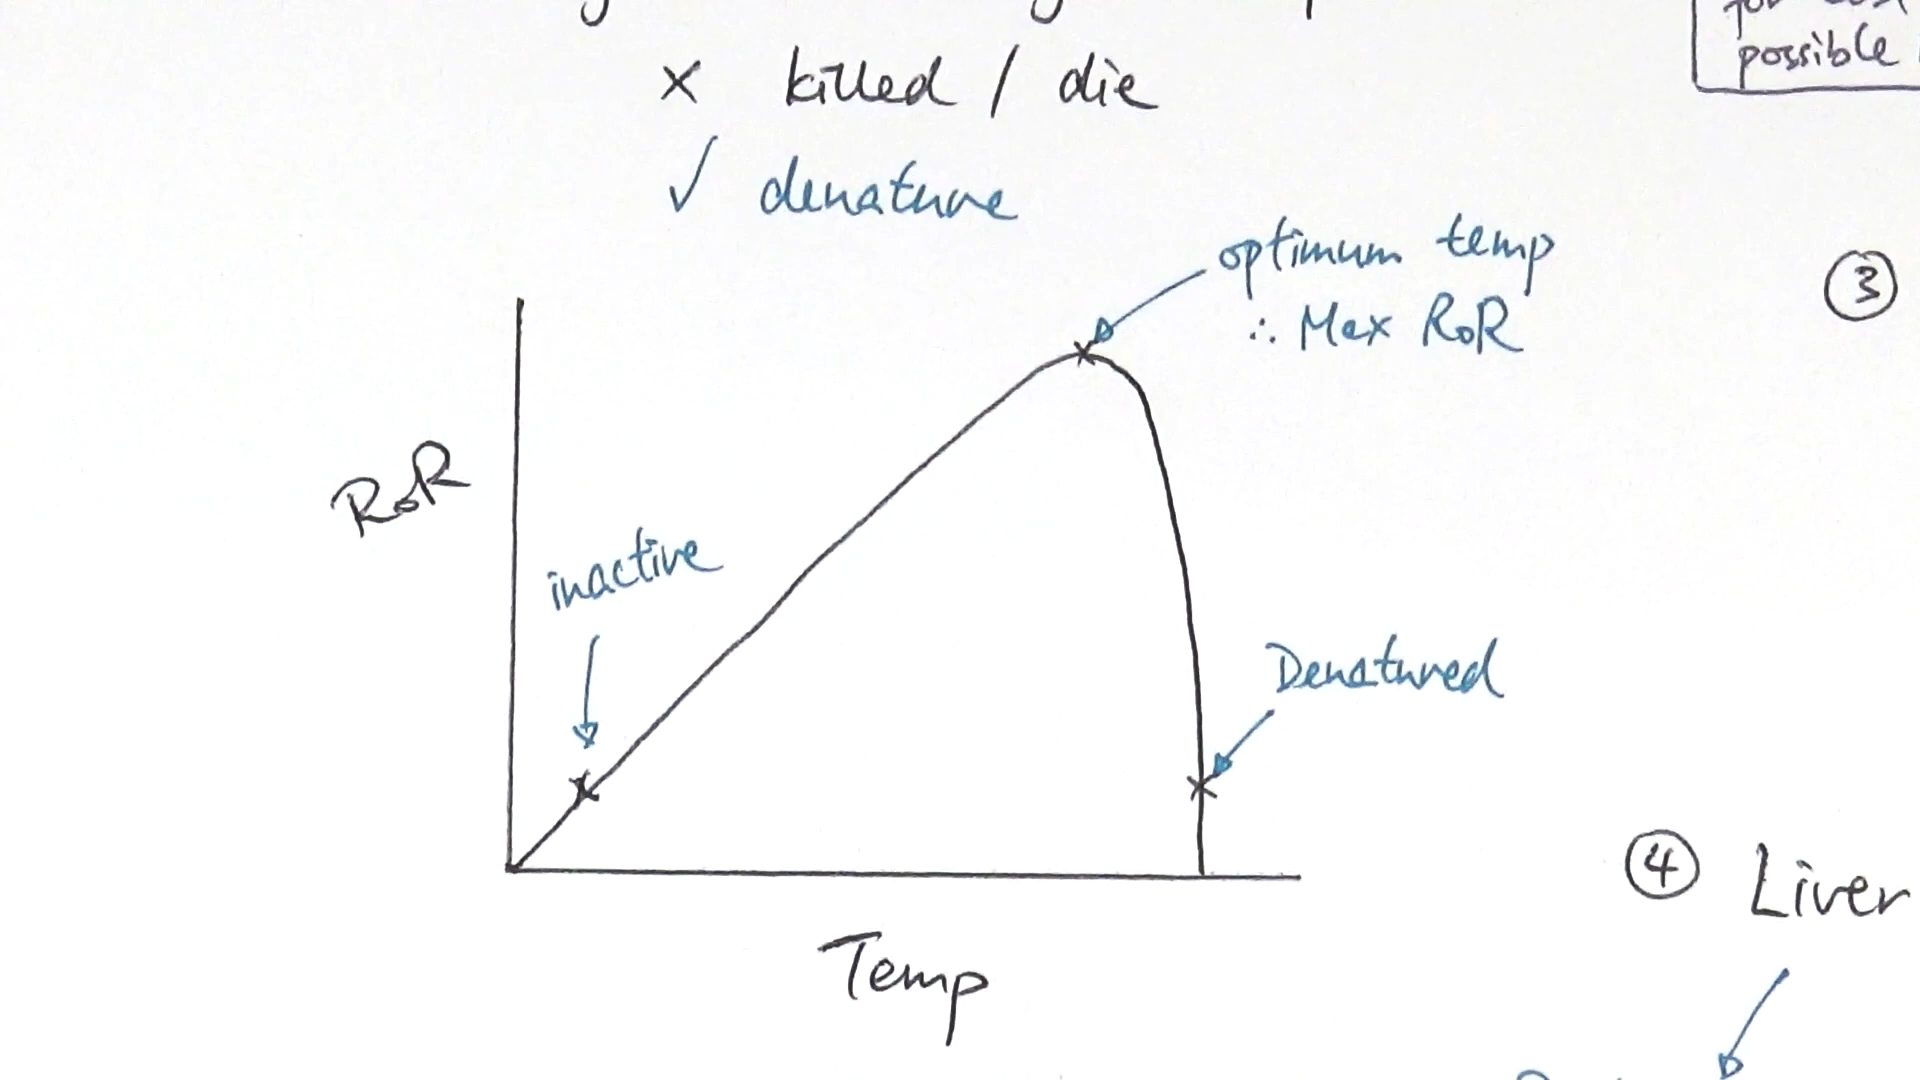 × killed / die
✓ denature
possible
optimum temp
∴ Max RoR
③
RoR
inactive
Denatured
④ Liver
Temp